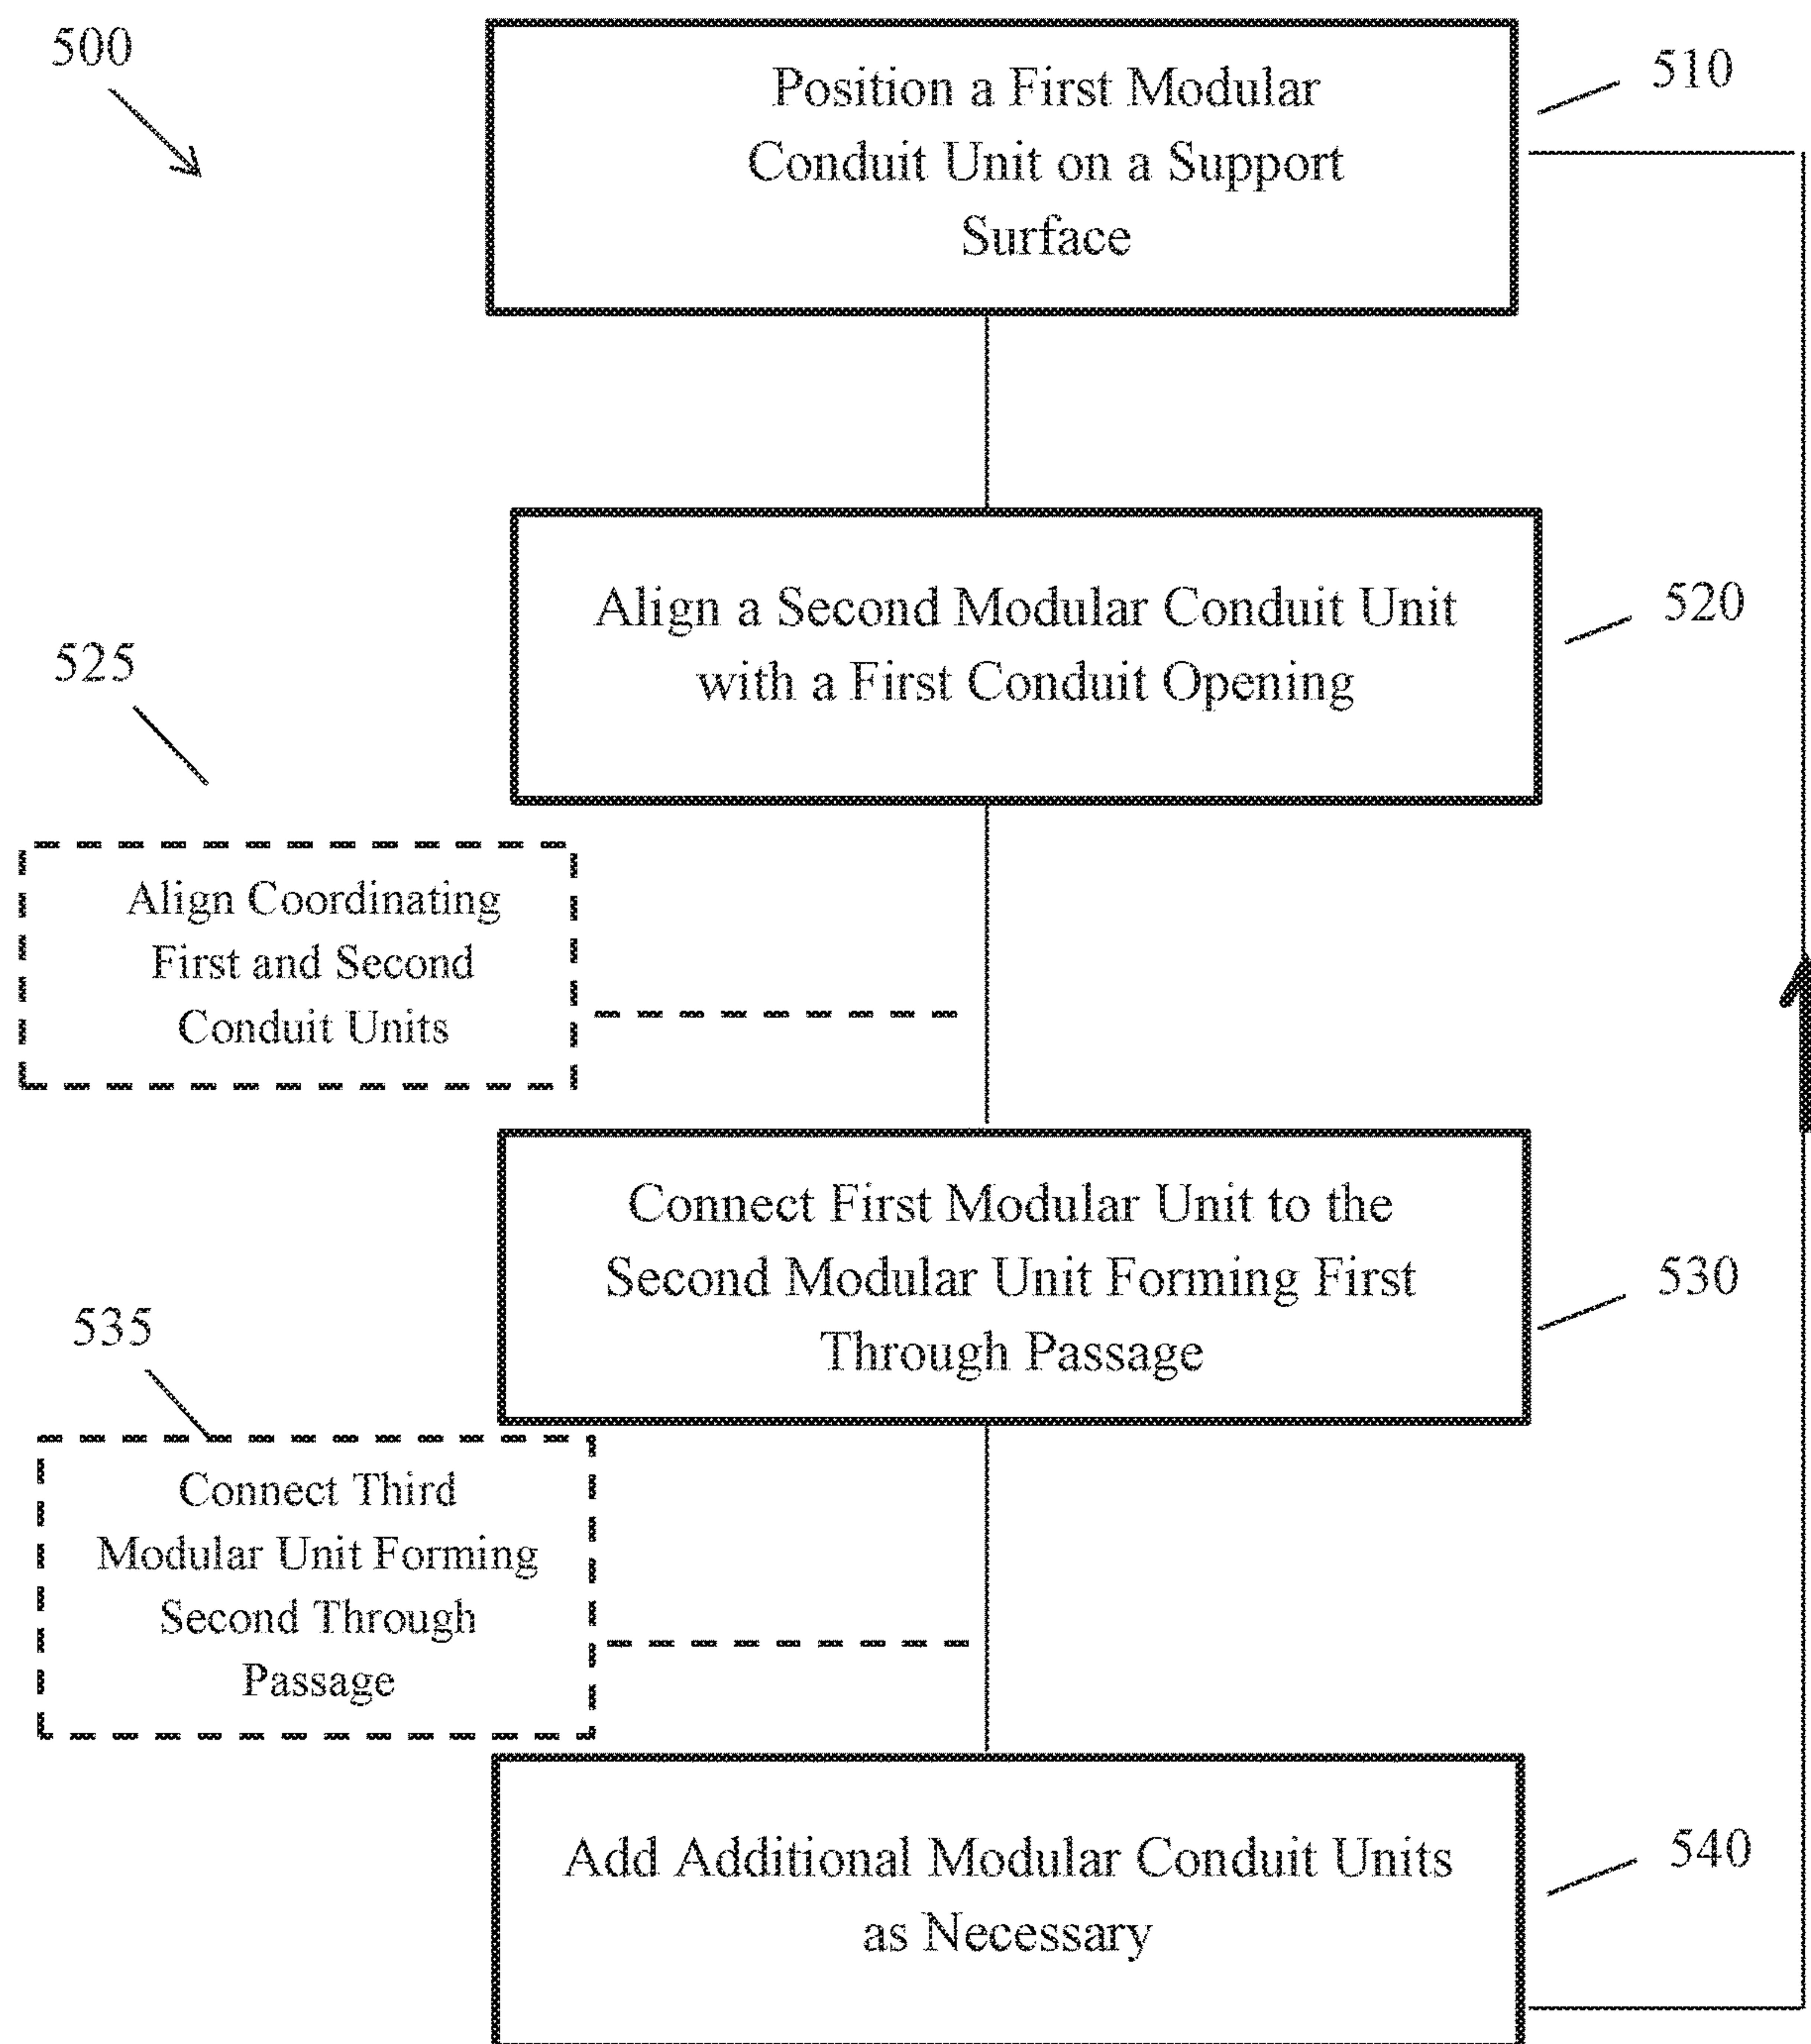 500
Position a First Modular
Conduit Unit on a Support
Surface
510
Align a Second Modular Conduit Unit
with a First Conduit Opening
520
525
Align Coordinating
First and Second
Conduit Units
Connect First Modular Unit to the
Second Modular Unit Forming First
Through Passage
530
535
Connect Third
Modular Unit Forming
Second Through
Passage
Add Additional Modular Conduit Units
as Necessary
540